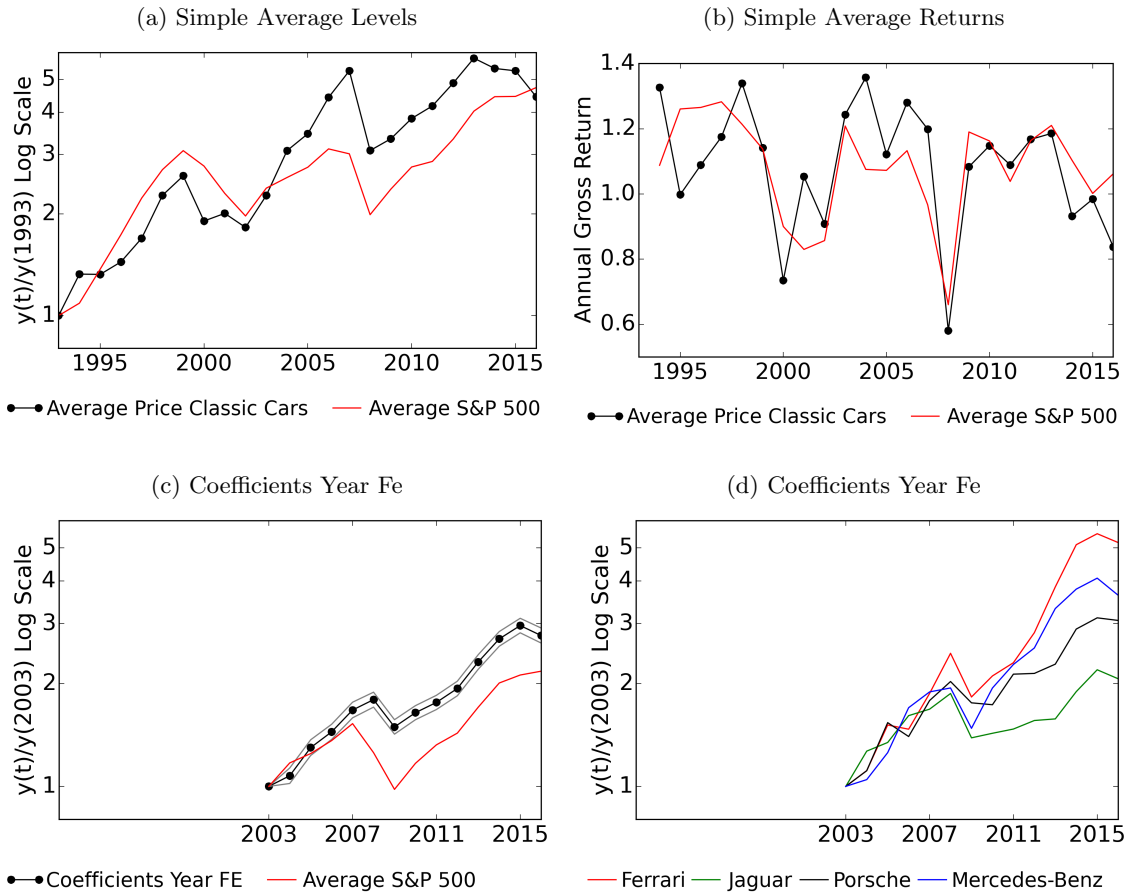 (a) Simple Average Levels
y(t)/y(1993) Log Scale
5
4
3
2
1
1995 2000 2005 2010 2015
Average Price Classic Cars Average S&P 500
(b) Simple Average Returns
Annual Gross Return
1.4
1.2
1.0
0.8
0.6
1995 2000 2005 2010 2015
Average Price Classic Cars Average S&P 500
(c) Coefficients Year Fe
y(t)/y(2003) Log Scale
5
4
3
2
1
2003 2007 2011 2015
Coefficients Year FE Average S&P 500
(d) Coefficients Year Fe
y(t)/y(2003) Log Scale
5
4
3
2
1
2003 2007 2011 2015
Ferrari Jaguar Porsche Mercedes-Benz